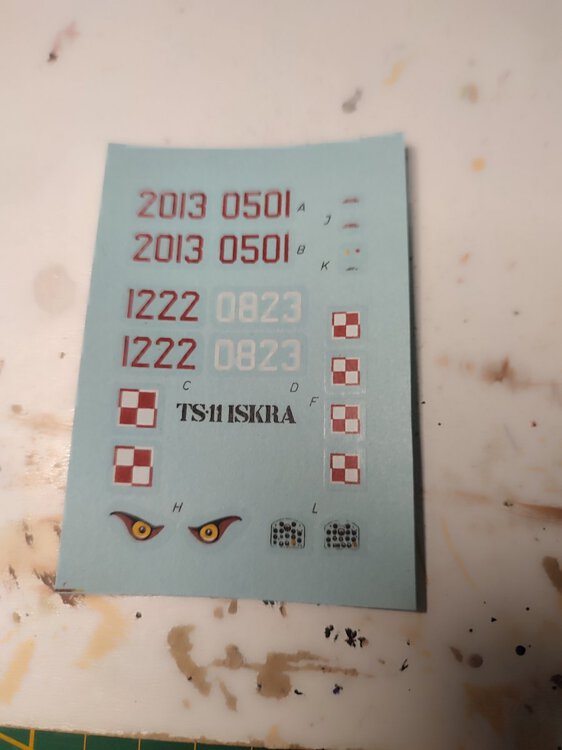 2013 0501 A
J
2013 0501 B
K
1222 0823
1222 0823
C D
F
TS-11 ISKRA
H L